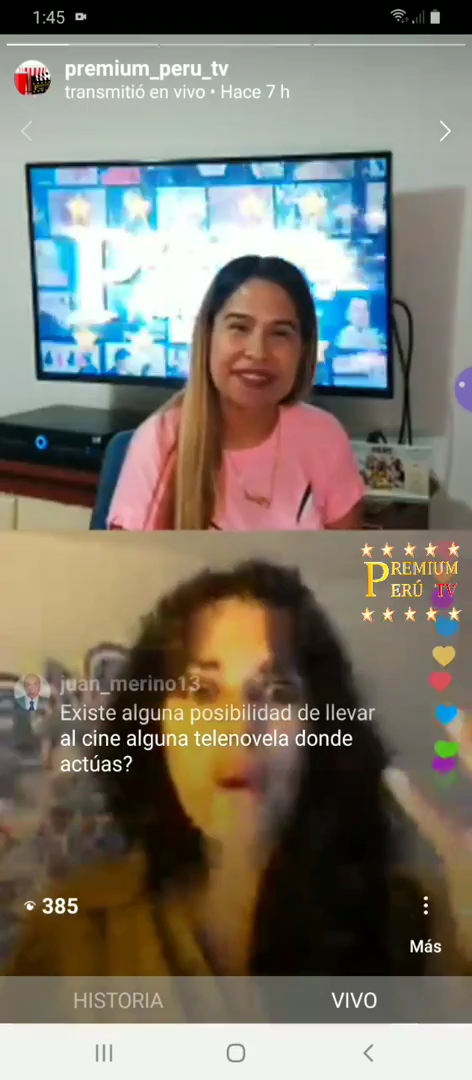 1:45
premium_peru_tv
transmitió en vivo • Hace 7 h
PREMIUM
PERÚ TV
juan_merino13
Existe alguna posibilidad de llevar
al cine alguna telenovela donde
actúas?
385
Más
HISTORIA
VIVO